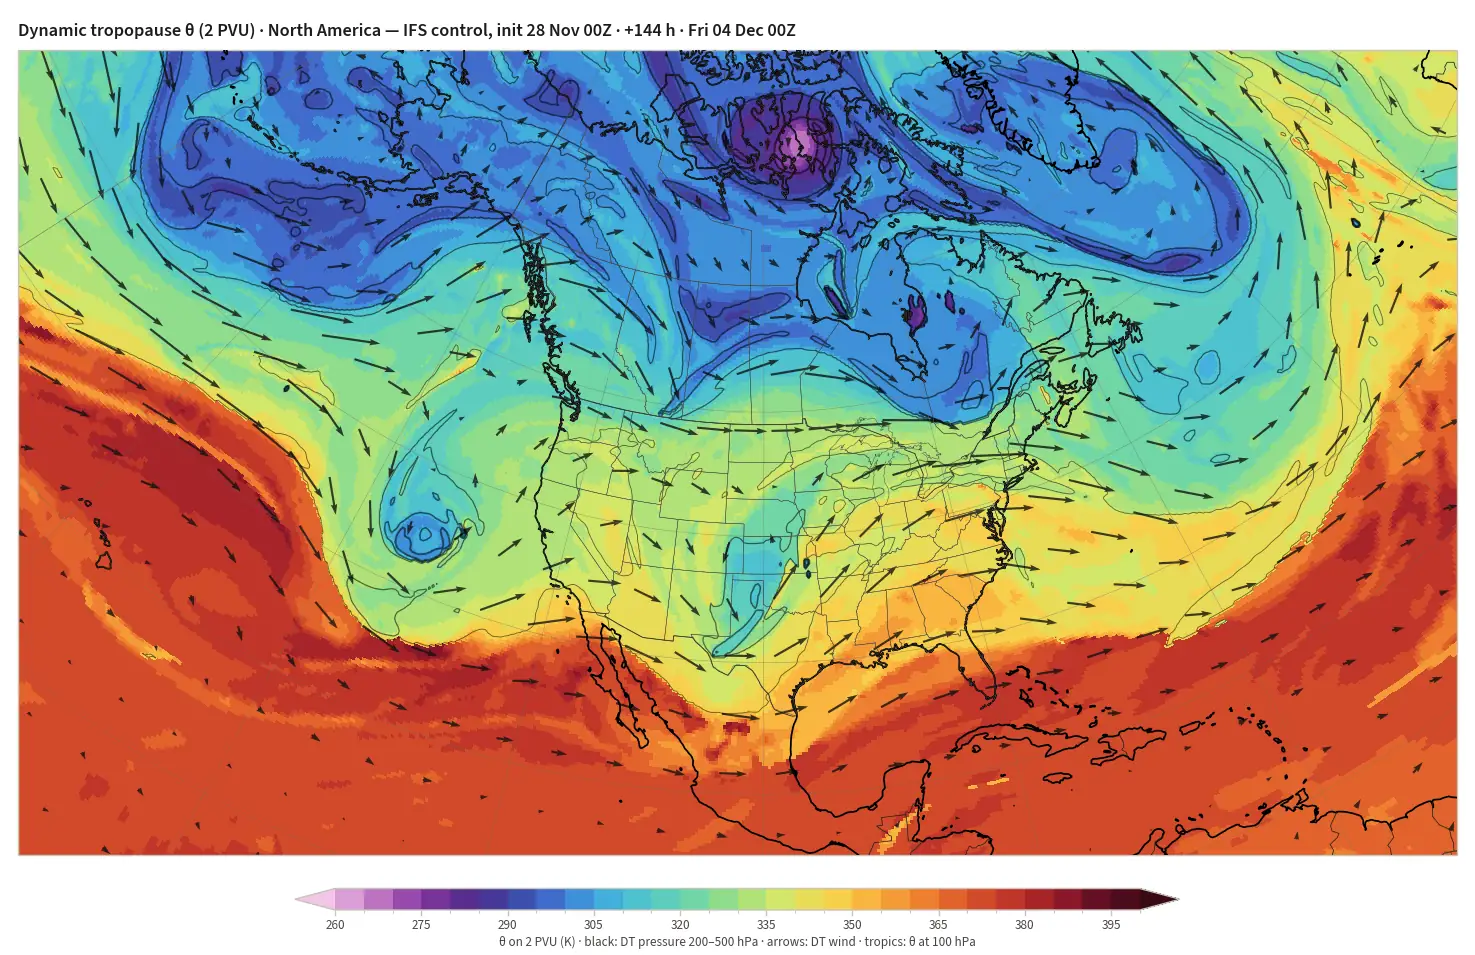 Dynamic tropopause θ (2 PVU) · North America — IFS control, init 28 Nov 00Z · +144 h · Fri 04 Dec 00Z
260 275 290 305 320 335 350 365 380 395
θ on 2 PVU (K) · black: DT pressure 200–500 hPa · arrows: DT wind · tropics: θ at 100 hPa